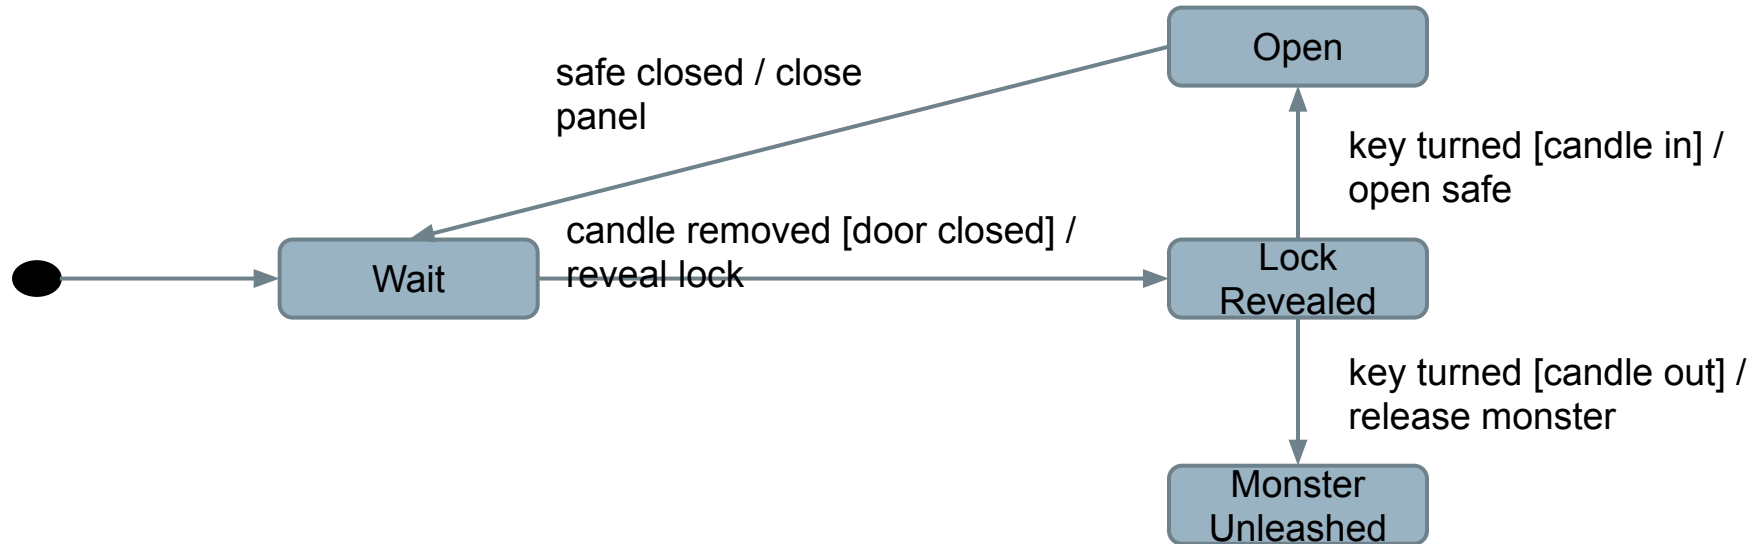 Open
safe closed / close
panel
key turned [candle in] /
open safe
candle removed [door closed] /
reveal lock
Wait
Lock
Revealed
key turned [candle out] /
release monster
Monster
Unleashed